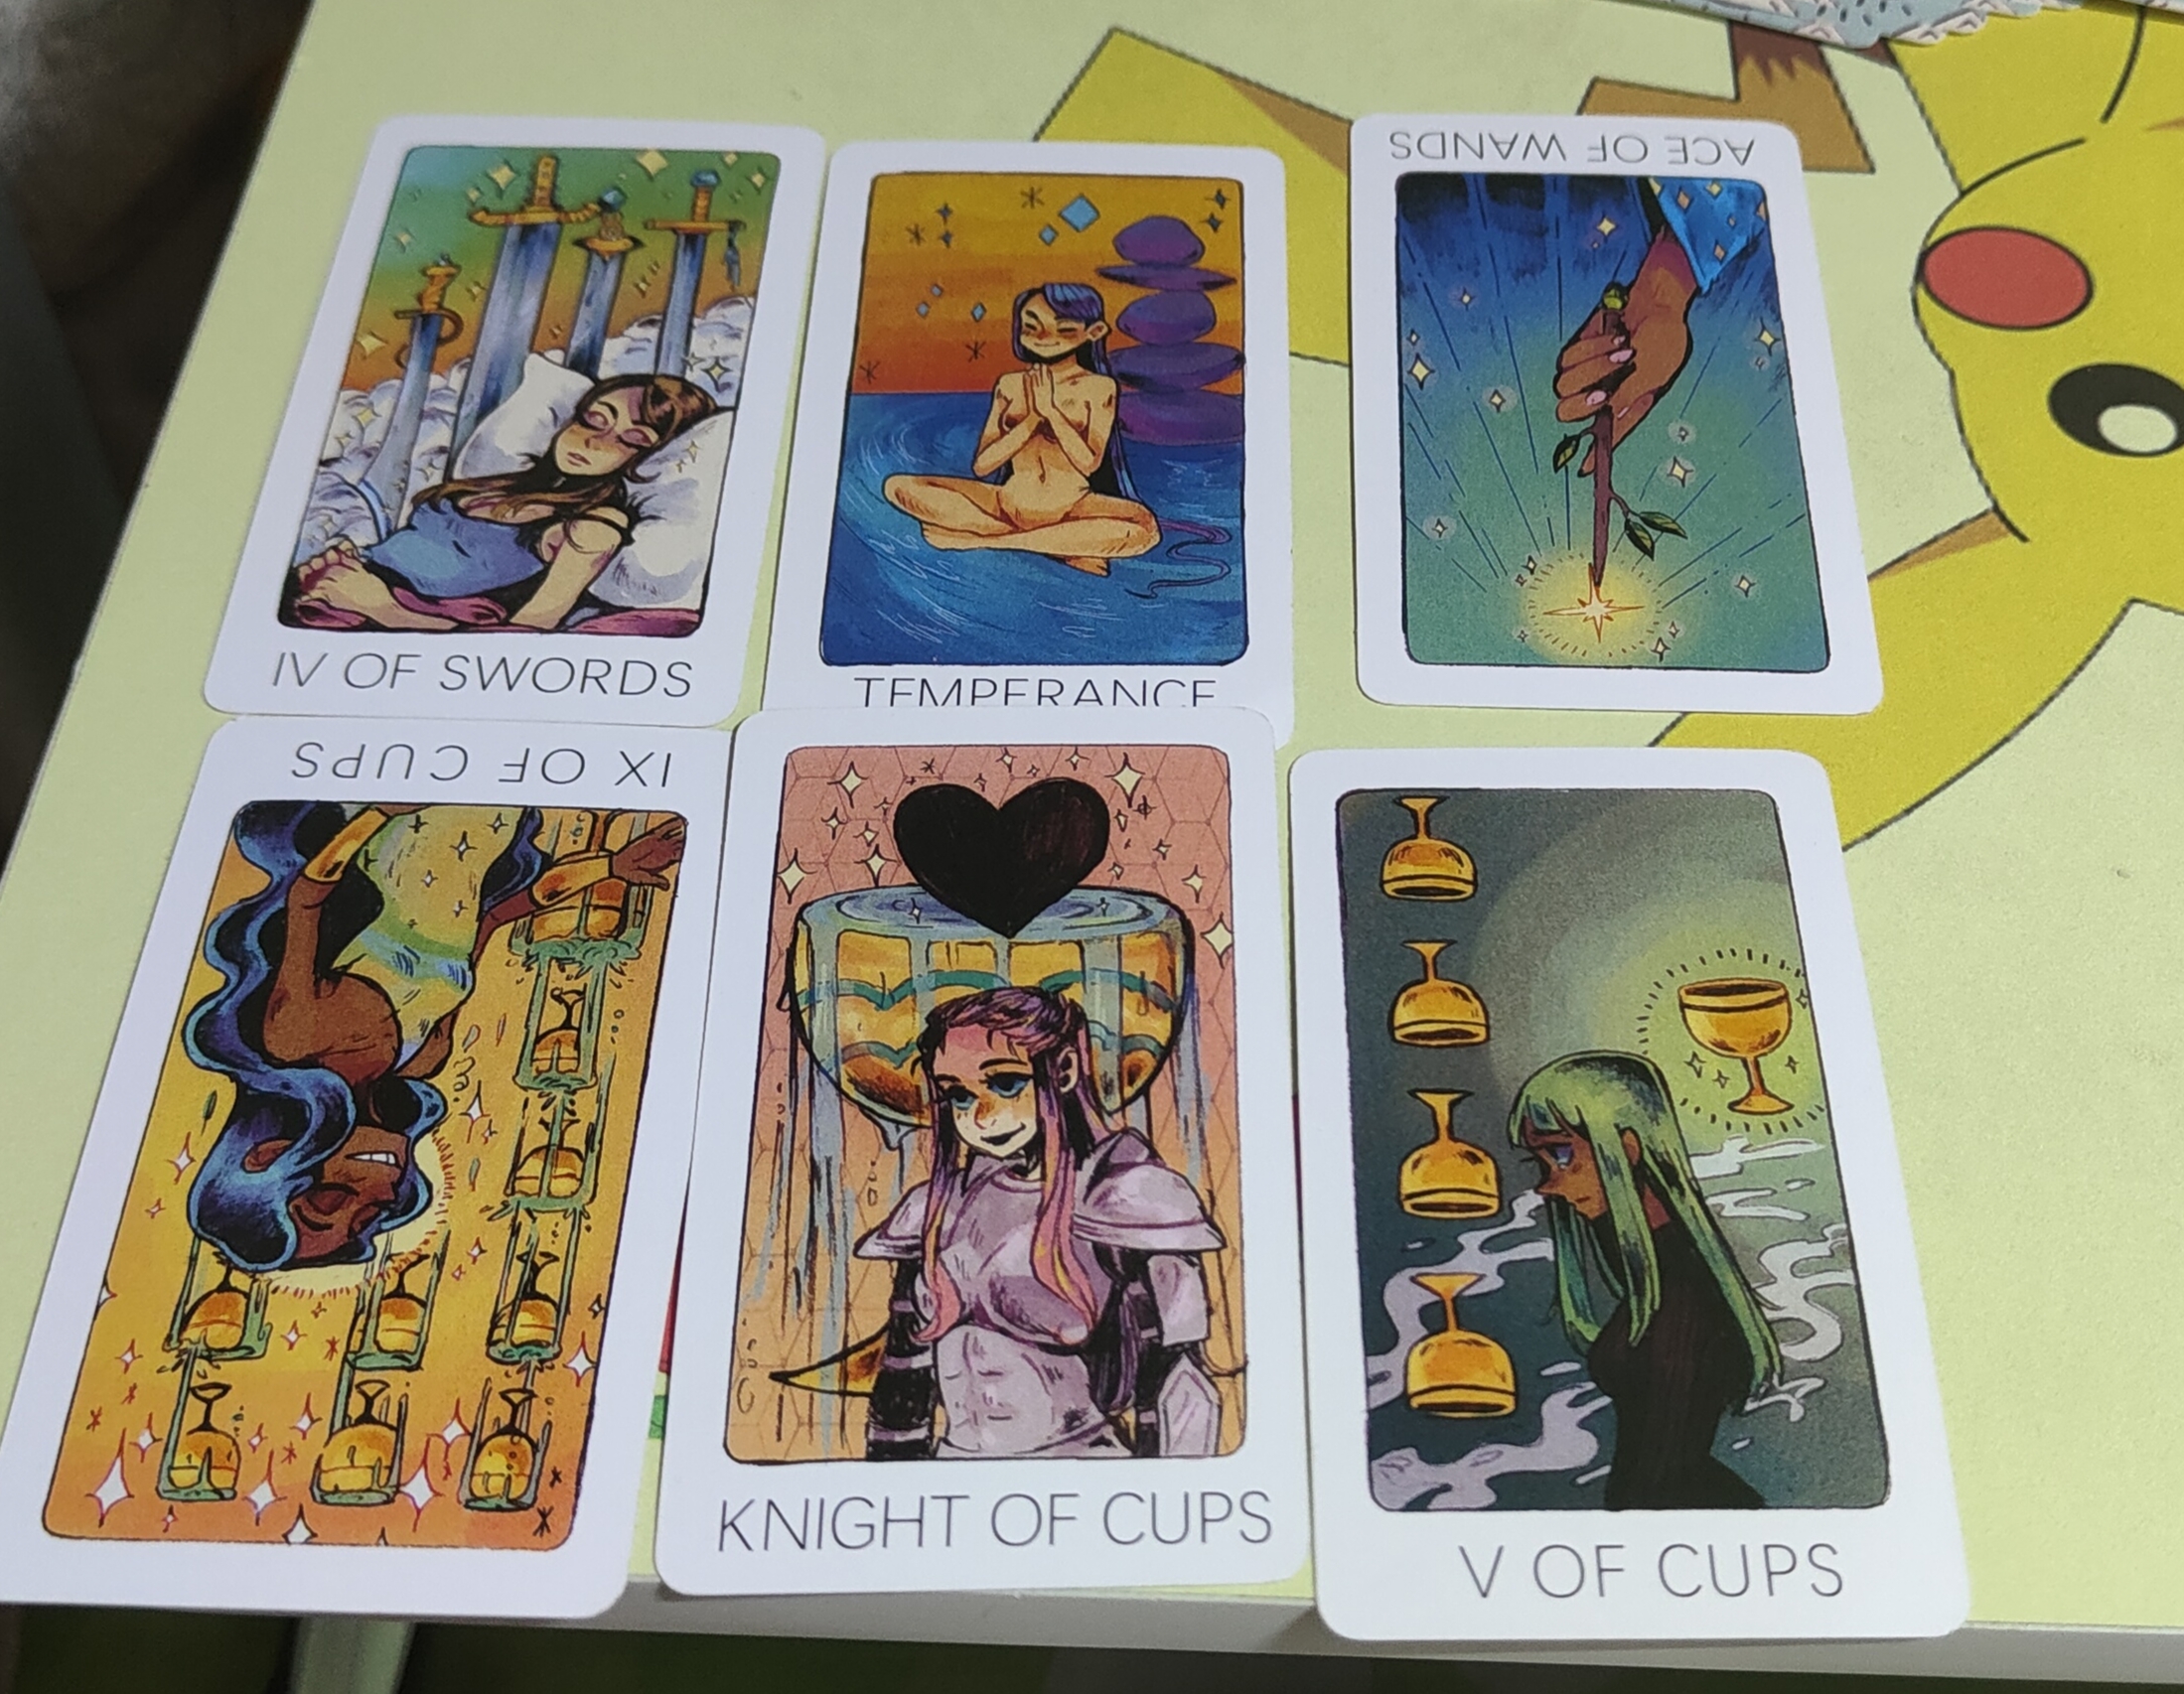 IV OF SWORDS
TEMPERANCE
ACE OF WANDS
IX OF CUPS
KNIGHT OF CUPS
V OF CUPS